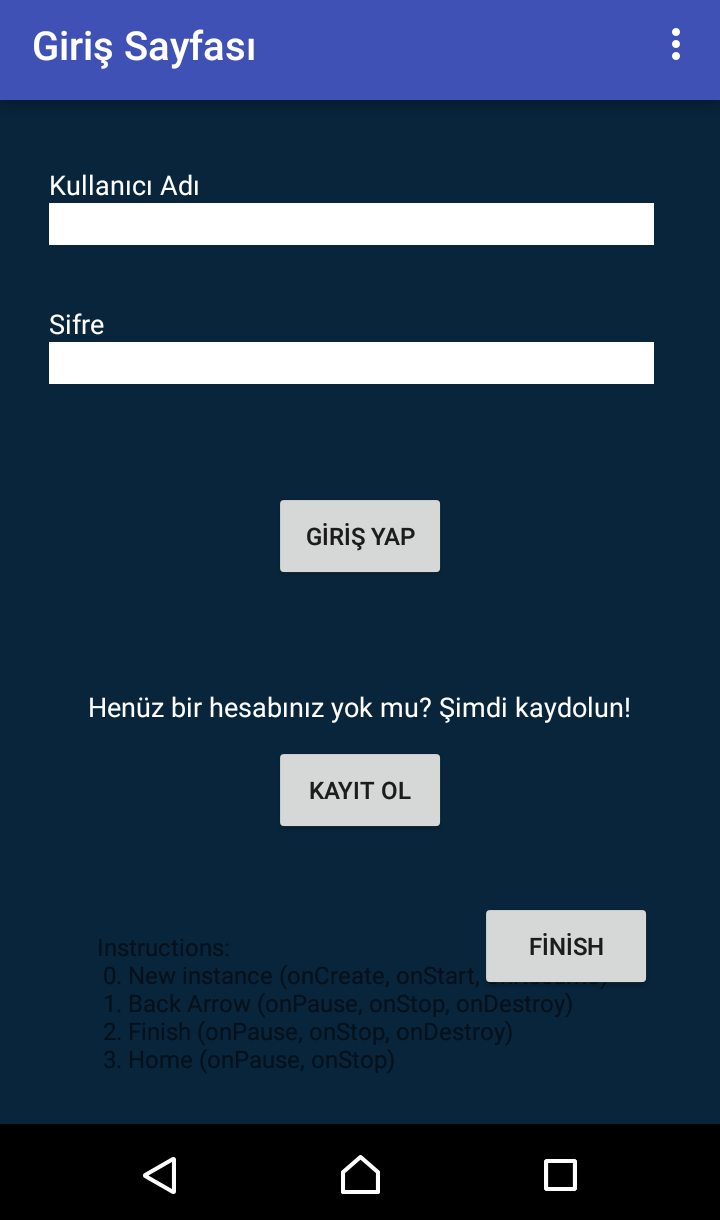 Giriş Sayfası
Kullanıcı Adı
Sifre
GİRİŞ YAP
Henüz bir hesabınız yok mu? Şimdi kaydolun!
KAYIT OL
FİNİSH
Instructions:
0. New instance (onCreate, onStart,
1. Back Arrow (onPause, onStop, onDestroy)
2. Finish (onPause, onStop, onDestroy)
3. Home (onPause, onStop)